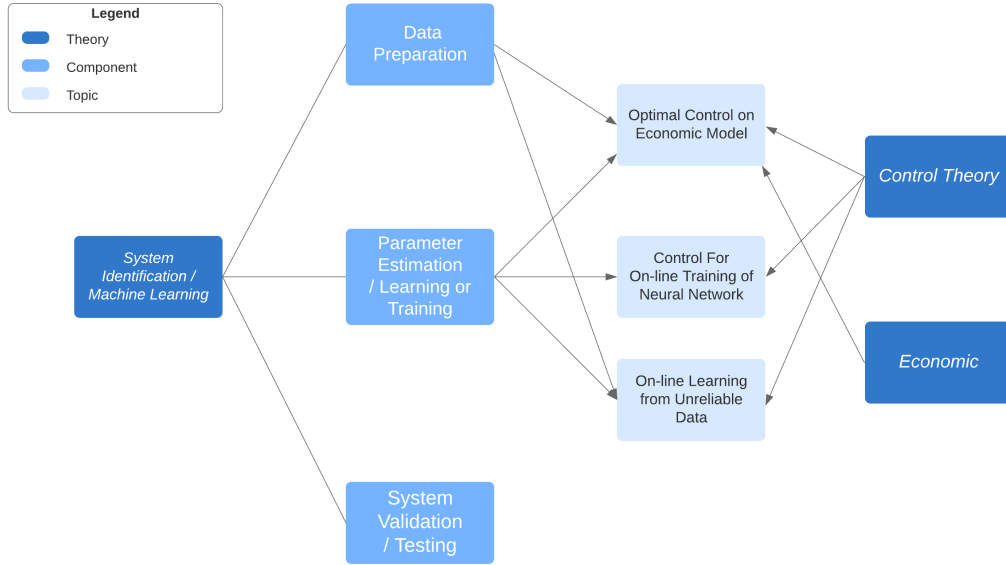 Legend
Theory
Component
Topic
Data
Preparation
Optimal Control on
Economic Model
Control Theory
System
Identification /
Machine Learning
Parameter
Estimation
/ Learning or
Training
Control For
On-line Training of
Neural Network
Economic
On-line Learning
from Unreliable
Data
System
Validation
/ Testing